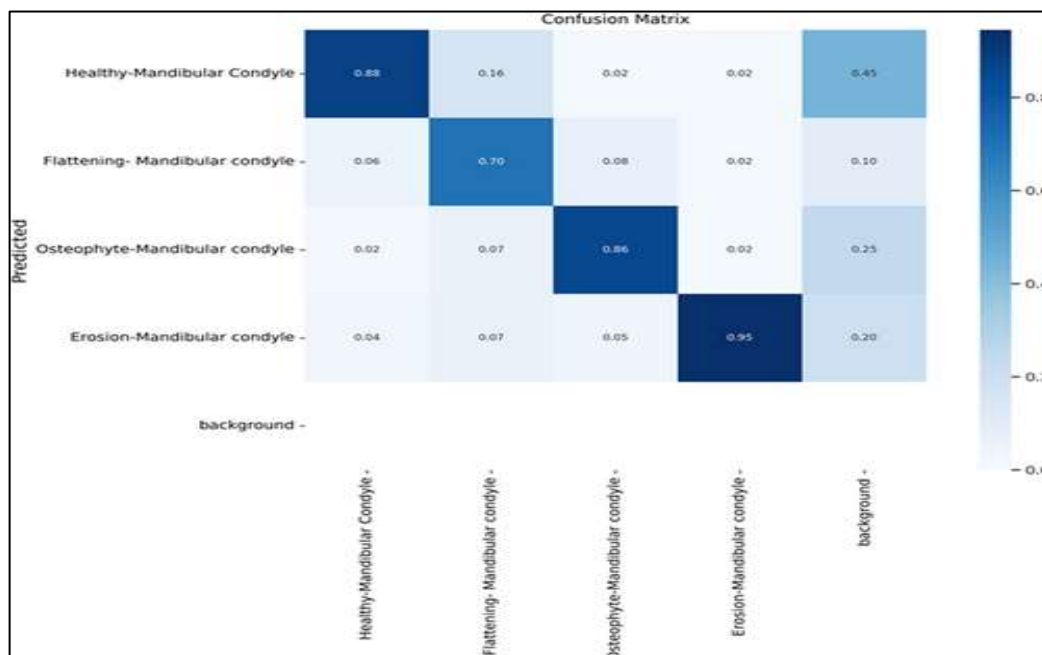 Confusion Matrix
Healthy-Mandibular Condyle -
0.88 0.16 0.02 0.02 0.45
Flattening- Mandibular condyle -
0.06 0.70 0.08 0.02 0.10
Osteophyte-Mandibular condyle -
0.02 0.07 0.86 0.02 0.25
Erosion-Mandibular condyle -
0.04 0.07 0.05 0.95 0.20
background -
Predicted
Healthy-Mandibular Condyle -
Flattening- Mandibular condyle -
Osteophyte-Mandibular condyle -
Erosion-Mandibular condyle -
background -